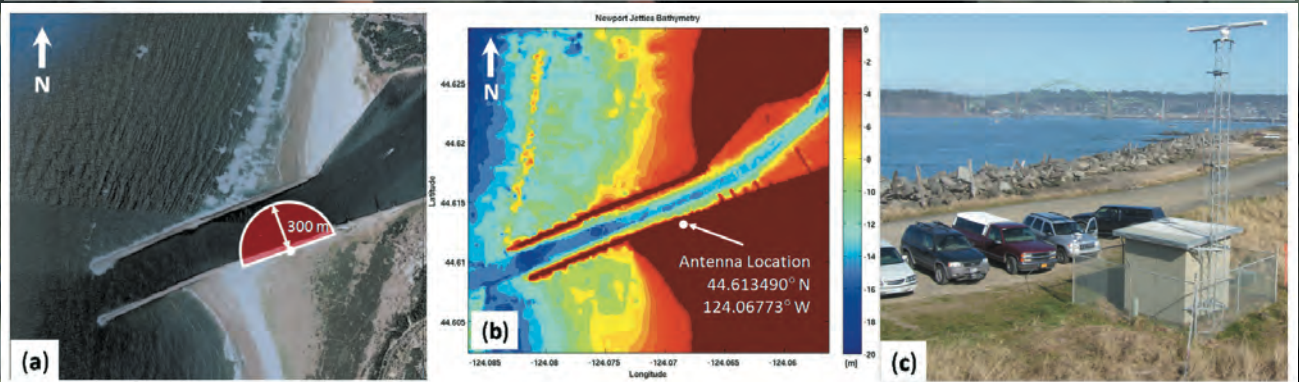 N
300 m
(a)
Newport Jetties Bathymetry
N
44.625
44.62
44.615
44.61
44.605
Latitude
-124.085
-124.08
-124.075
-124.07
-124.065
-124.06
Longitude
Antenna Location
44.613490° N
124.06773° W
(b)
0
-2
-4
-6
-8
-10
-12
-14
-16
-18
-20
[m]
(c)